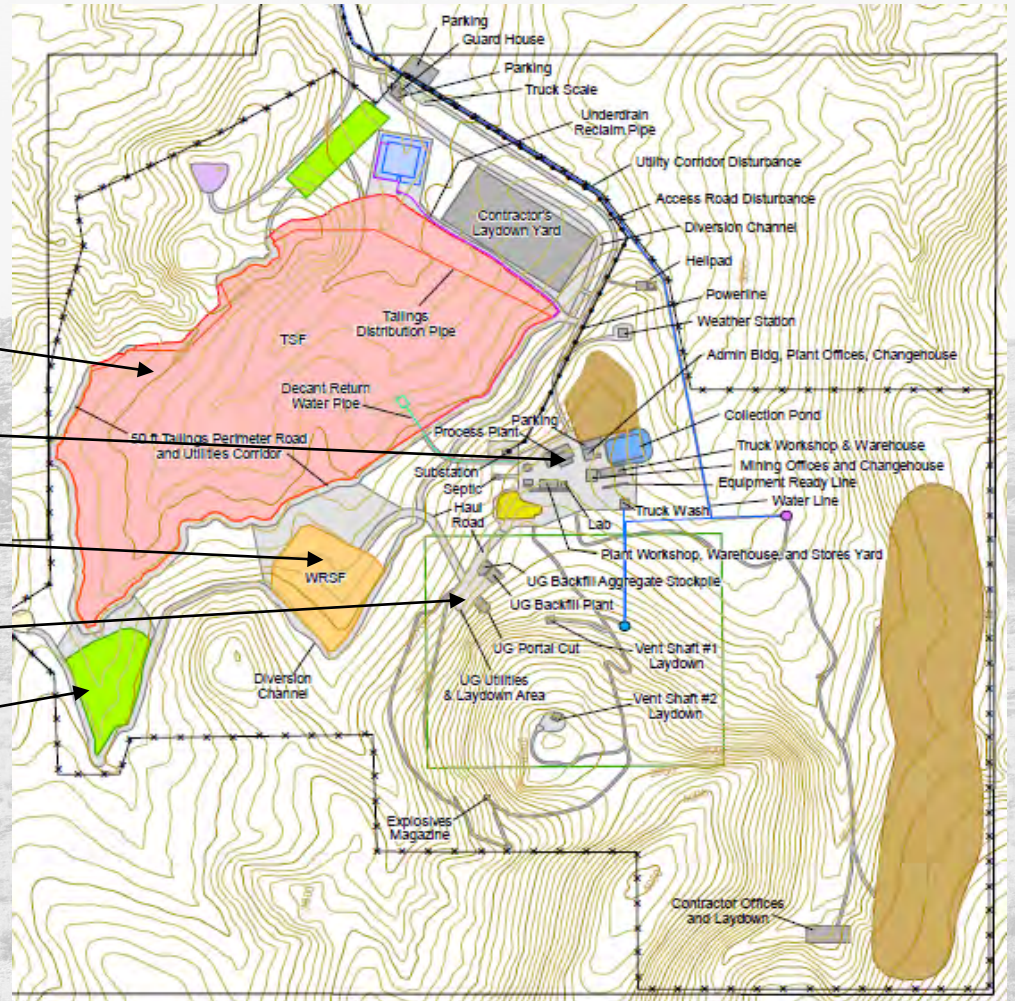 Parking
Guard House
Parking
Truck Scale
Underdrain
Reclaim Pipe
Utility Corridor Disturbance
Access Road Disturbance
Contractor's
Laydown Yard
Diversion Channel
Helipad
Powerline
Tailings
Distribution Pipe
TSF
Weather Station
Admin Bldg, Plant Offices, Changehouse
Decant Return
Water Pipe
Parking
Collection Pond
Process Plant
50 ft Tailings Perimeter Road
and Utilities Corridor
Truck Workshop & Warehouse
Mining Offices and Changehouse
Substation
Equipment Ready Line
Septic
Water Line
Haul
Road
Truck Wash
Lab
Plant Workshop, Warehouse, and Stores Yard
WRSF
UG Backfill Aggregate Stockpile
UG Backfill Plant
UG Portal Cut
Vent Shaft #1
Laydown
Diversion
Channel
UG Utilities
& Laydown Area
Vent Shaft #2
Laydown
Explosives
Magazine
Contractor Offices
and Laydown